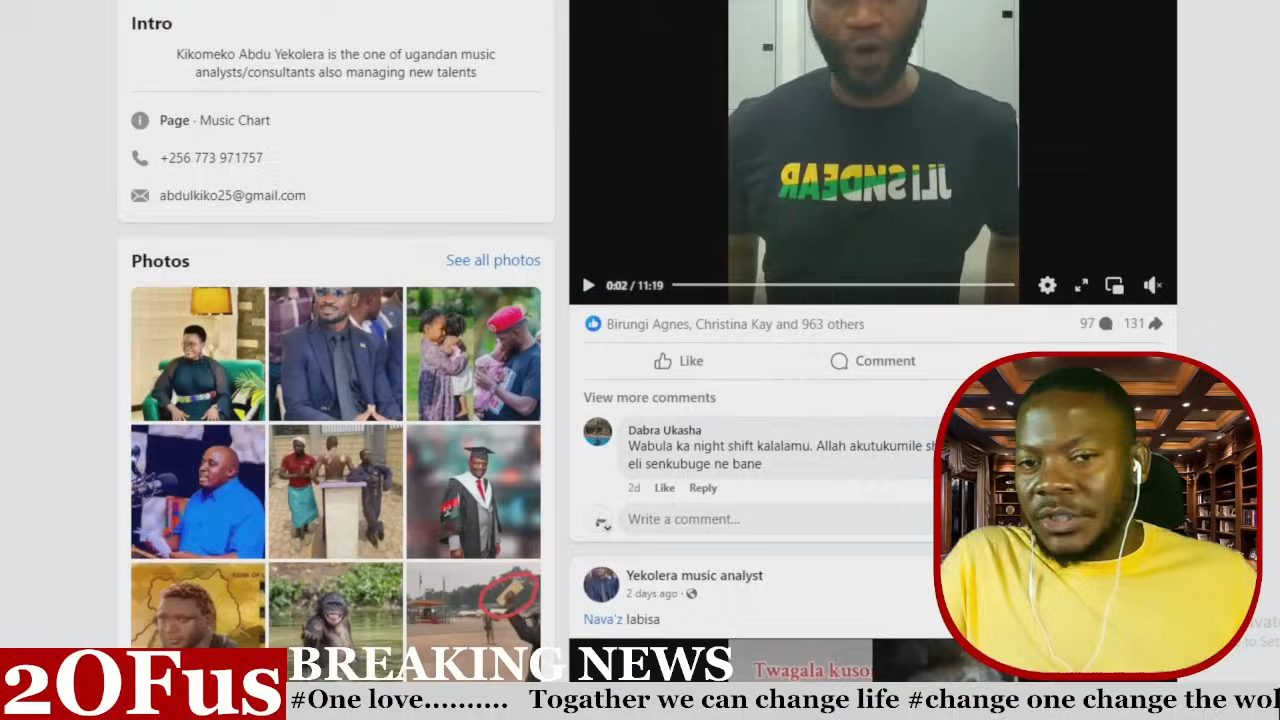 Intro
Kikomeko Abdu Yekolera is the one of ugandan music
analysts/consultants also managing new talents
Page · Music Chart
+256 773 971757
abdulkiko25@gmail.com
Photos
See all photos
0:02 / 11:19
Birungi Agnes, Christina Kay and 963 others
97
131
Like
Comment
View more comments
Dabra Ukasha
Wabula ka night shift kalalamu. Allah akutukumile
eli senkubuge ne bane
2d Like Reply
Write a comment...
Yekolera music analyst
2 days ago ·
Nava'z labisa
Twagala
2OFus
BREAKING NEWS
#One love.......... Togather we can change life #change one change the